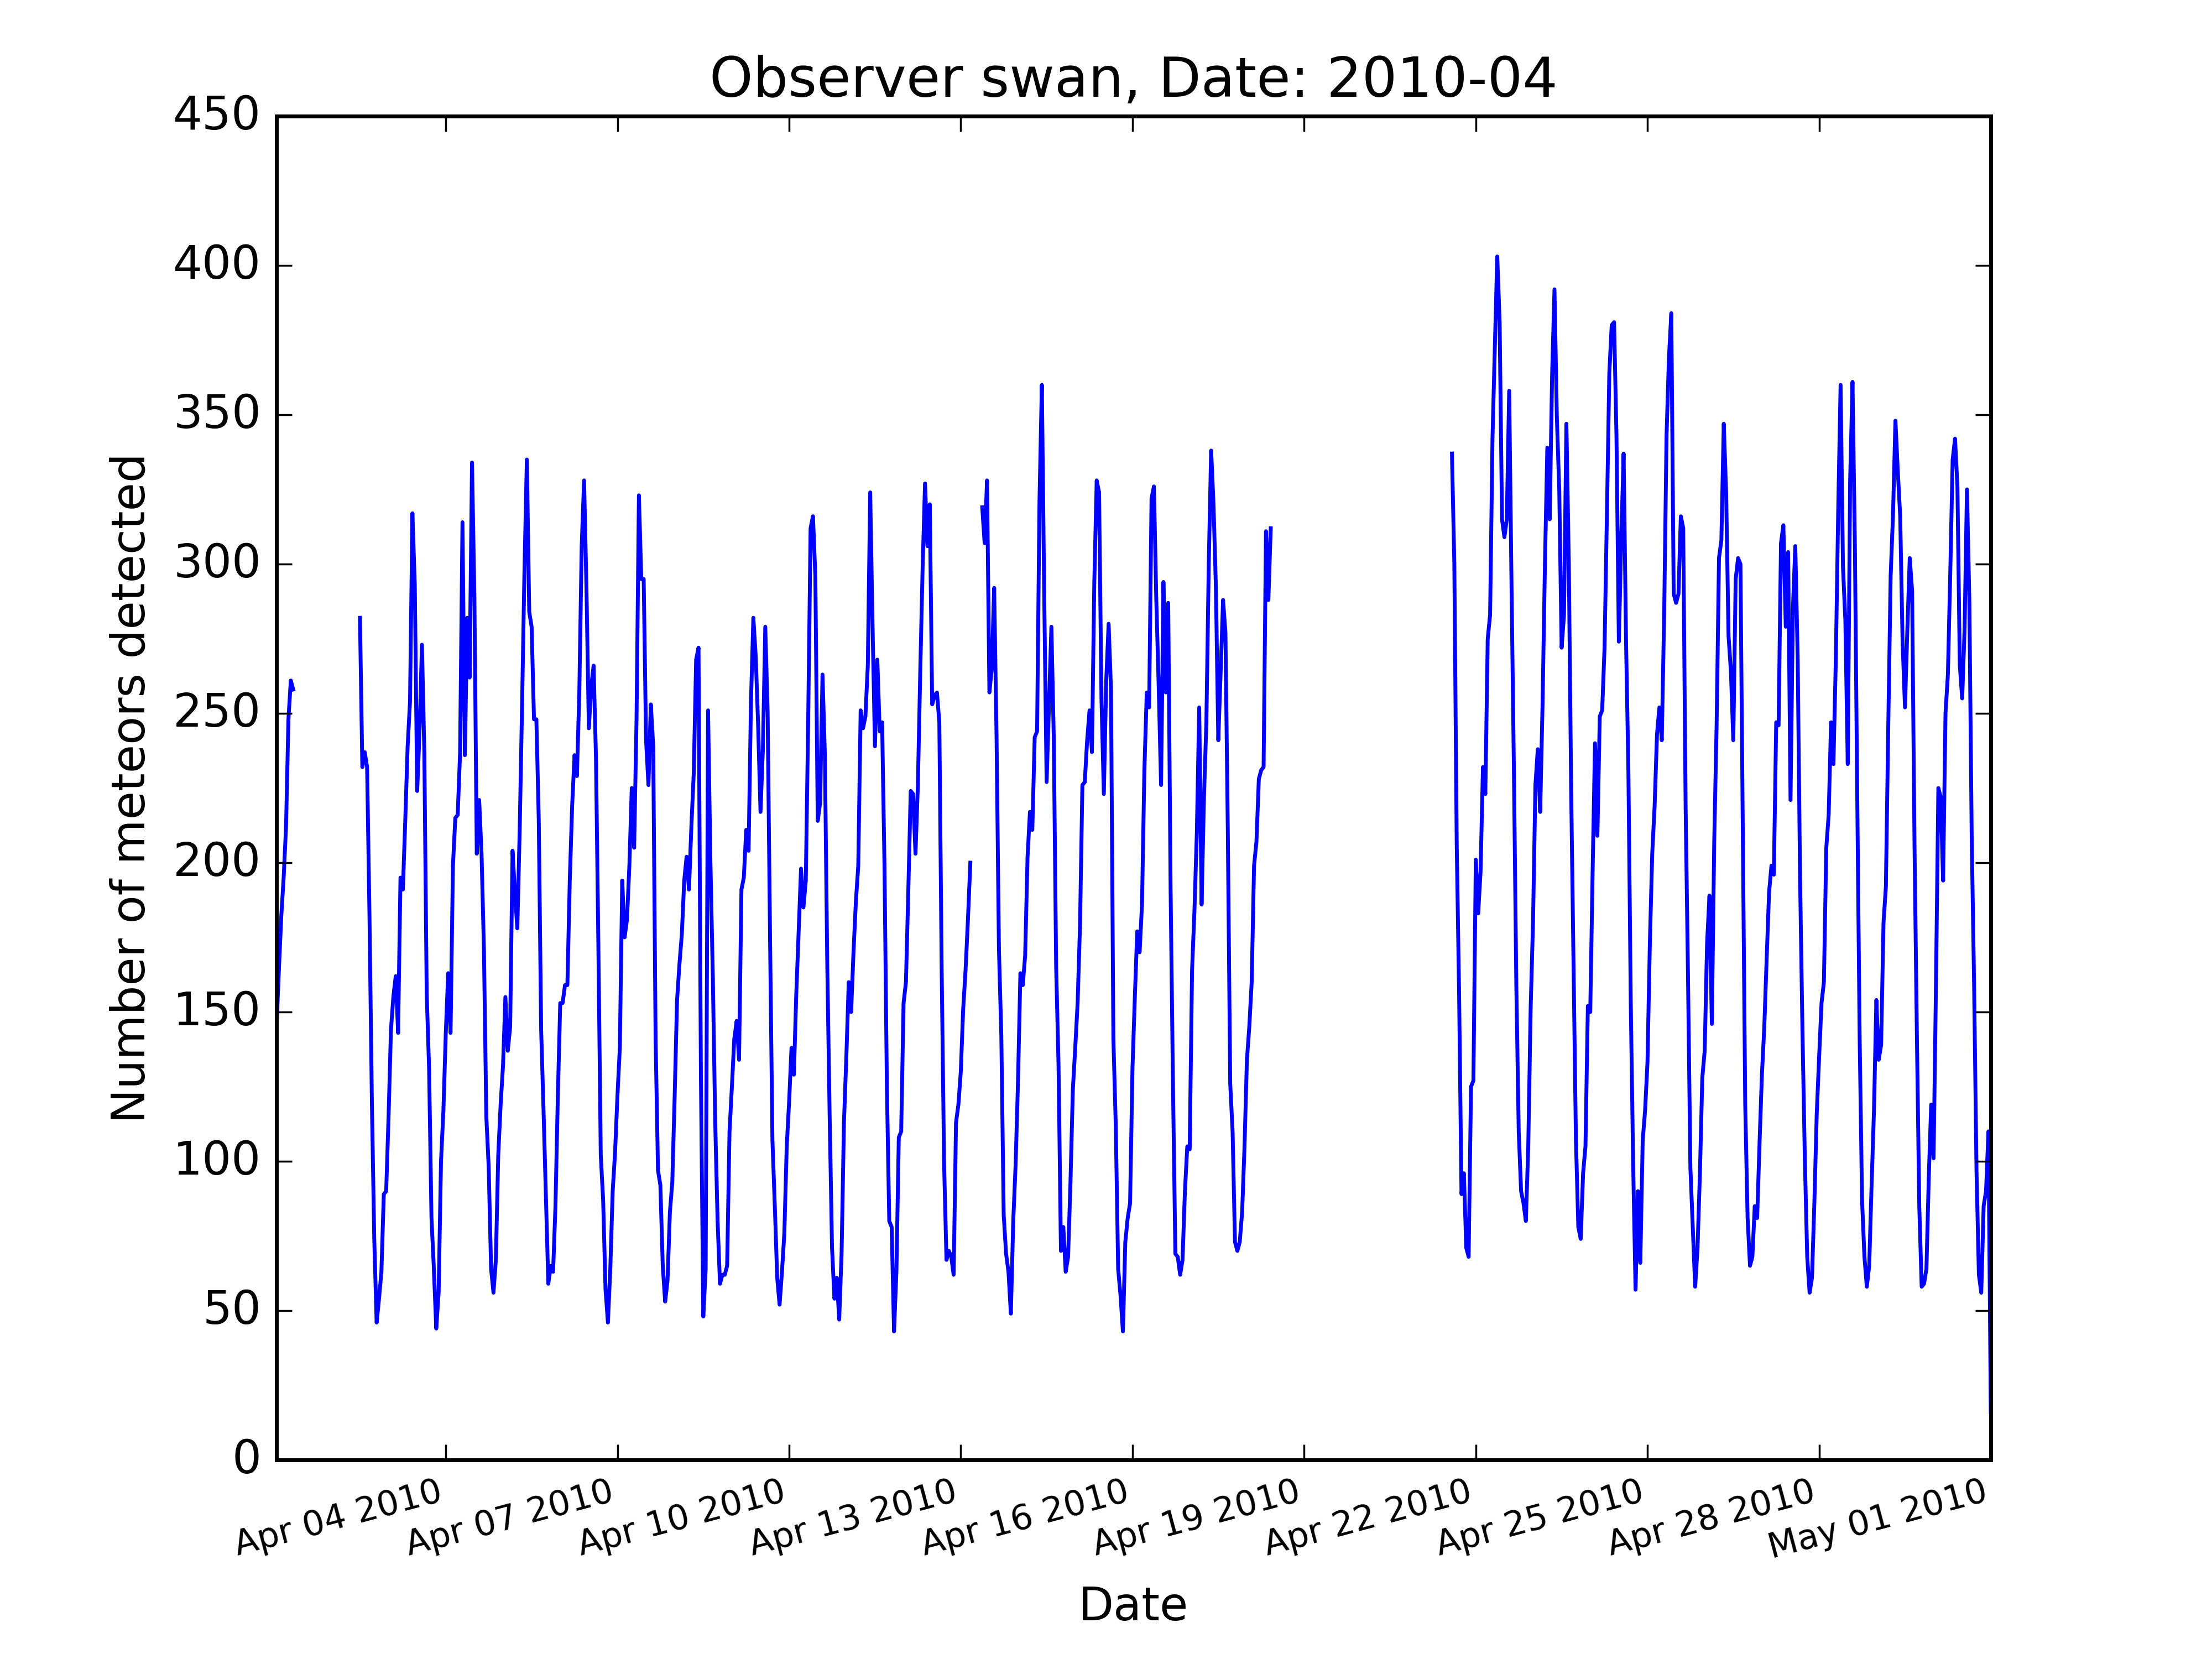 Observer swan, Date: 2010-04
450
400
350
300
250
200
150
100
50
0
Number of meteors detected
Apr 04 2010
Apr 07 2010
Apr 10 2010
Apr 13 2010
Apr 16 2010
Apr 19 2010
Apr 22 2010
Apr 25 2010
Apr 28 2010
May 01 2010
Date